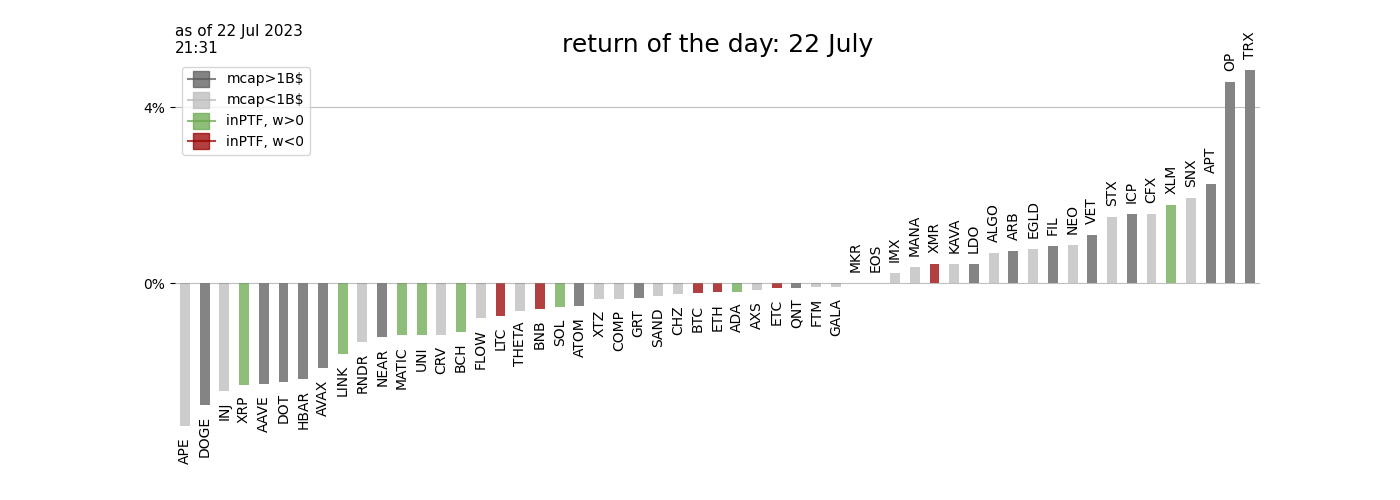 as of 22 Jul 2023
21:31
return of the day: 22 July
mcap>1B$
mcap<1B$
inPTF, w>0
inPTF, w<0
4%
0%
APE
DOGE
INJ
XRP
AAVE
DOT
HBAR
AVAX
LINK
RNDR
NEAR
MATIC
UNI
CRV
BCH
FLOW
LTC
THETA
BNB
SOL
ATOM
XTZ
COMP
GRT
SAND
CHZ
BTC
ETH
ADA
AXS
ETC
QNT
FTM
GALA
MKR
EOS
IMX
MANA
XMR
KAVA
LDO
ALGO
ARB
EGLD
FIL
NEO
VET
STX
ICP
CFX
XLM
SNX
APT
OP
TRX